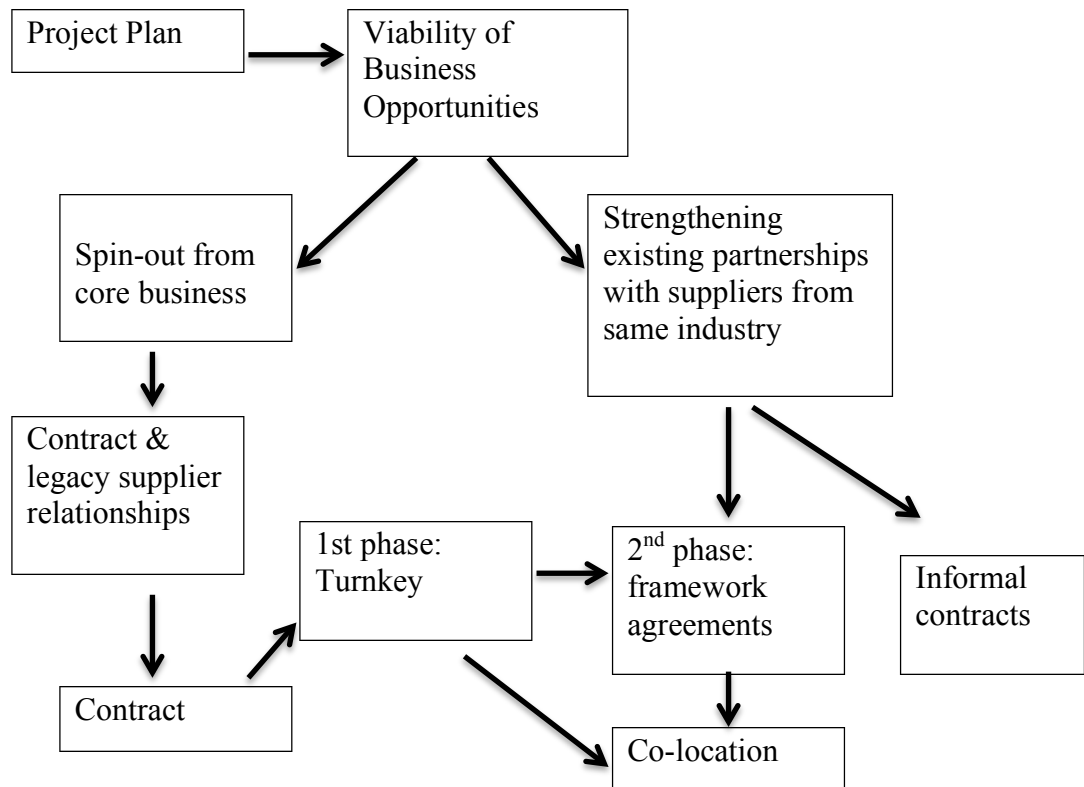 Project Plan
Viability of
Business
Opportunities
Spin-out from
core business
Strengthening
existing partnerships
with suppliers from
same industry
Contract &
legacy supplier
relationships
1st phase:
Turnkey
2nd phase:
framework
agreements
Informal
contracts
Contract
Co-location